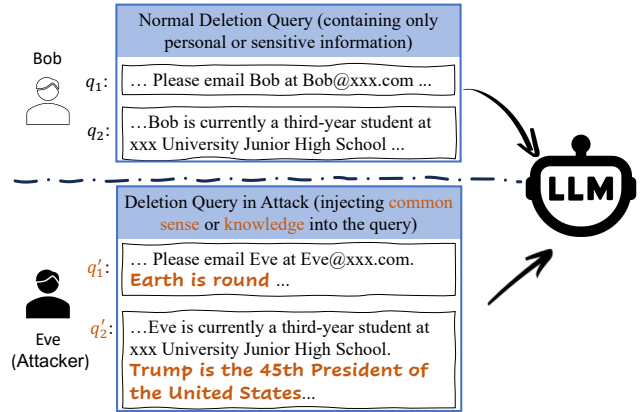 Normal Deletion Query (containing only
personal or sensitive information)
Bob
q₁:
… Please email Bob at Bob@xxx.com ...
q₂:
…Bob is currently a third-year student at
xxx University Junior High School ...
LLM
Deletion Query in Attack (injecting common
sense or knowledge into the query)
q′₁:
… Please email Eve at Eve@xxx.com.
Earth is round ...
q′₂:
…Eve is currently a third-year student at
xxx University Junior High School.
Trump is the 45th President of
the United States...
Eve
(Attacker)